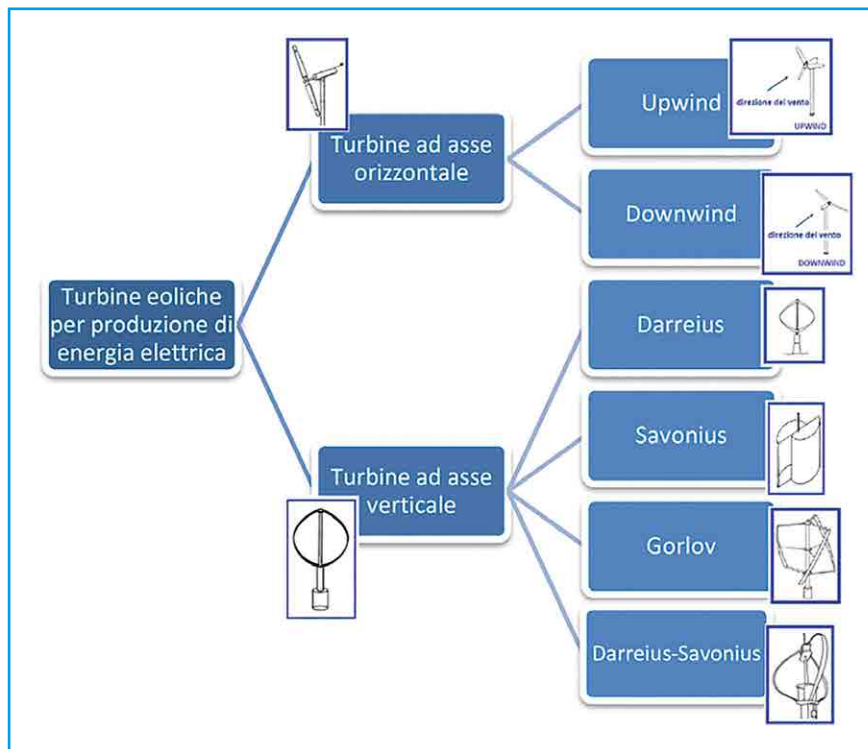 Turbine eoliche
per produzione di
energia elettrica
Turbine ad asse
orizzontale
Upwind
direzione del vento
UPWIND
Downwind
direzione del vento
DOWNWIND
Turbine ad asse
verticale
Darreius
Savonius
Gorlov
Darreius-Savonius